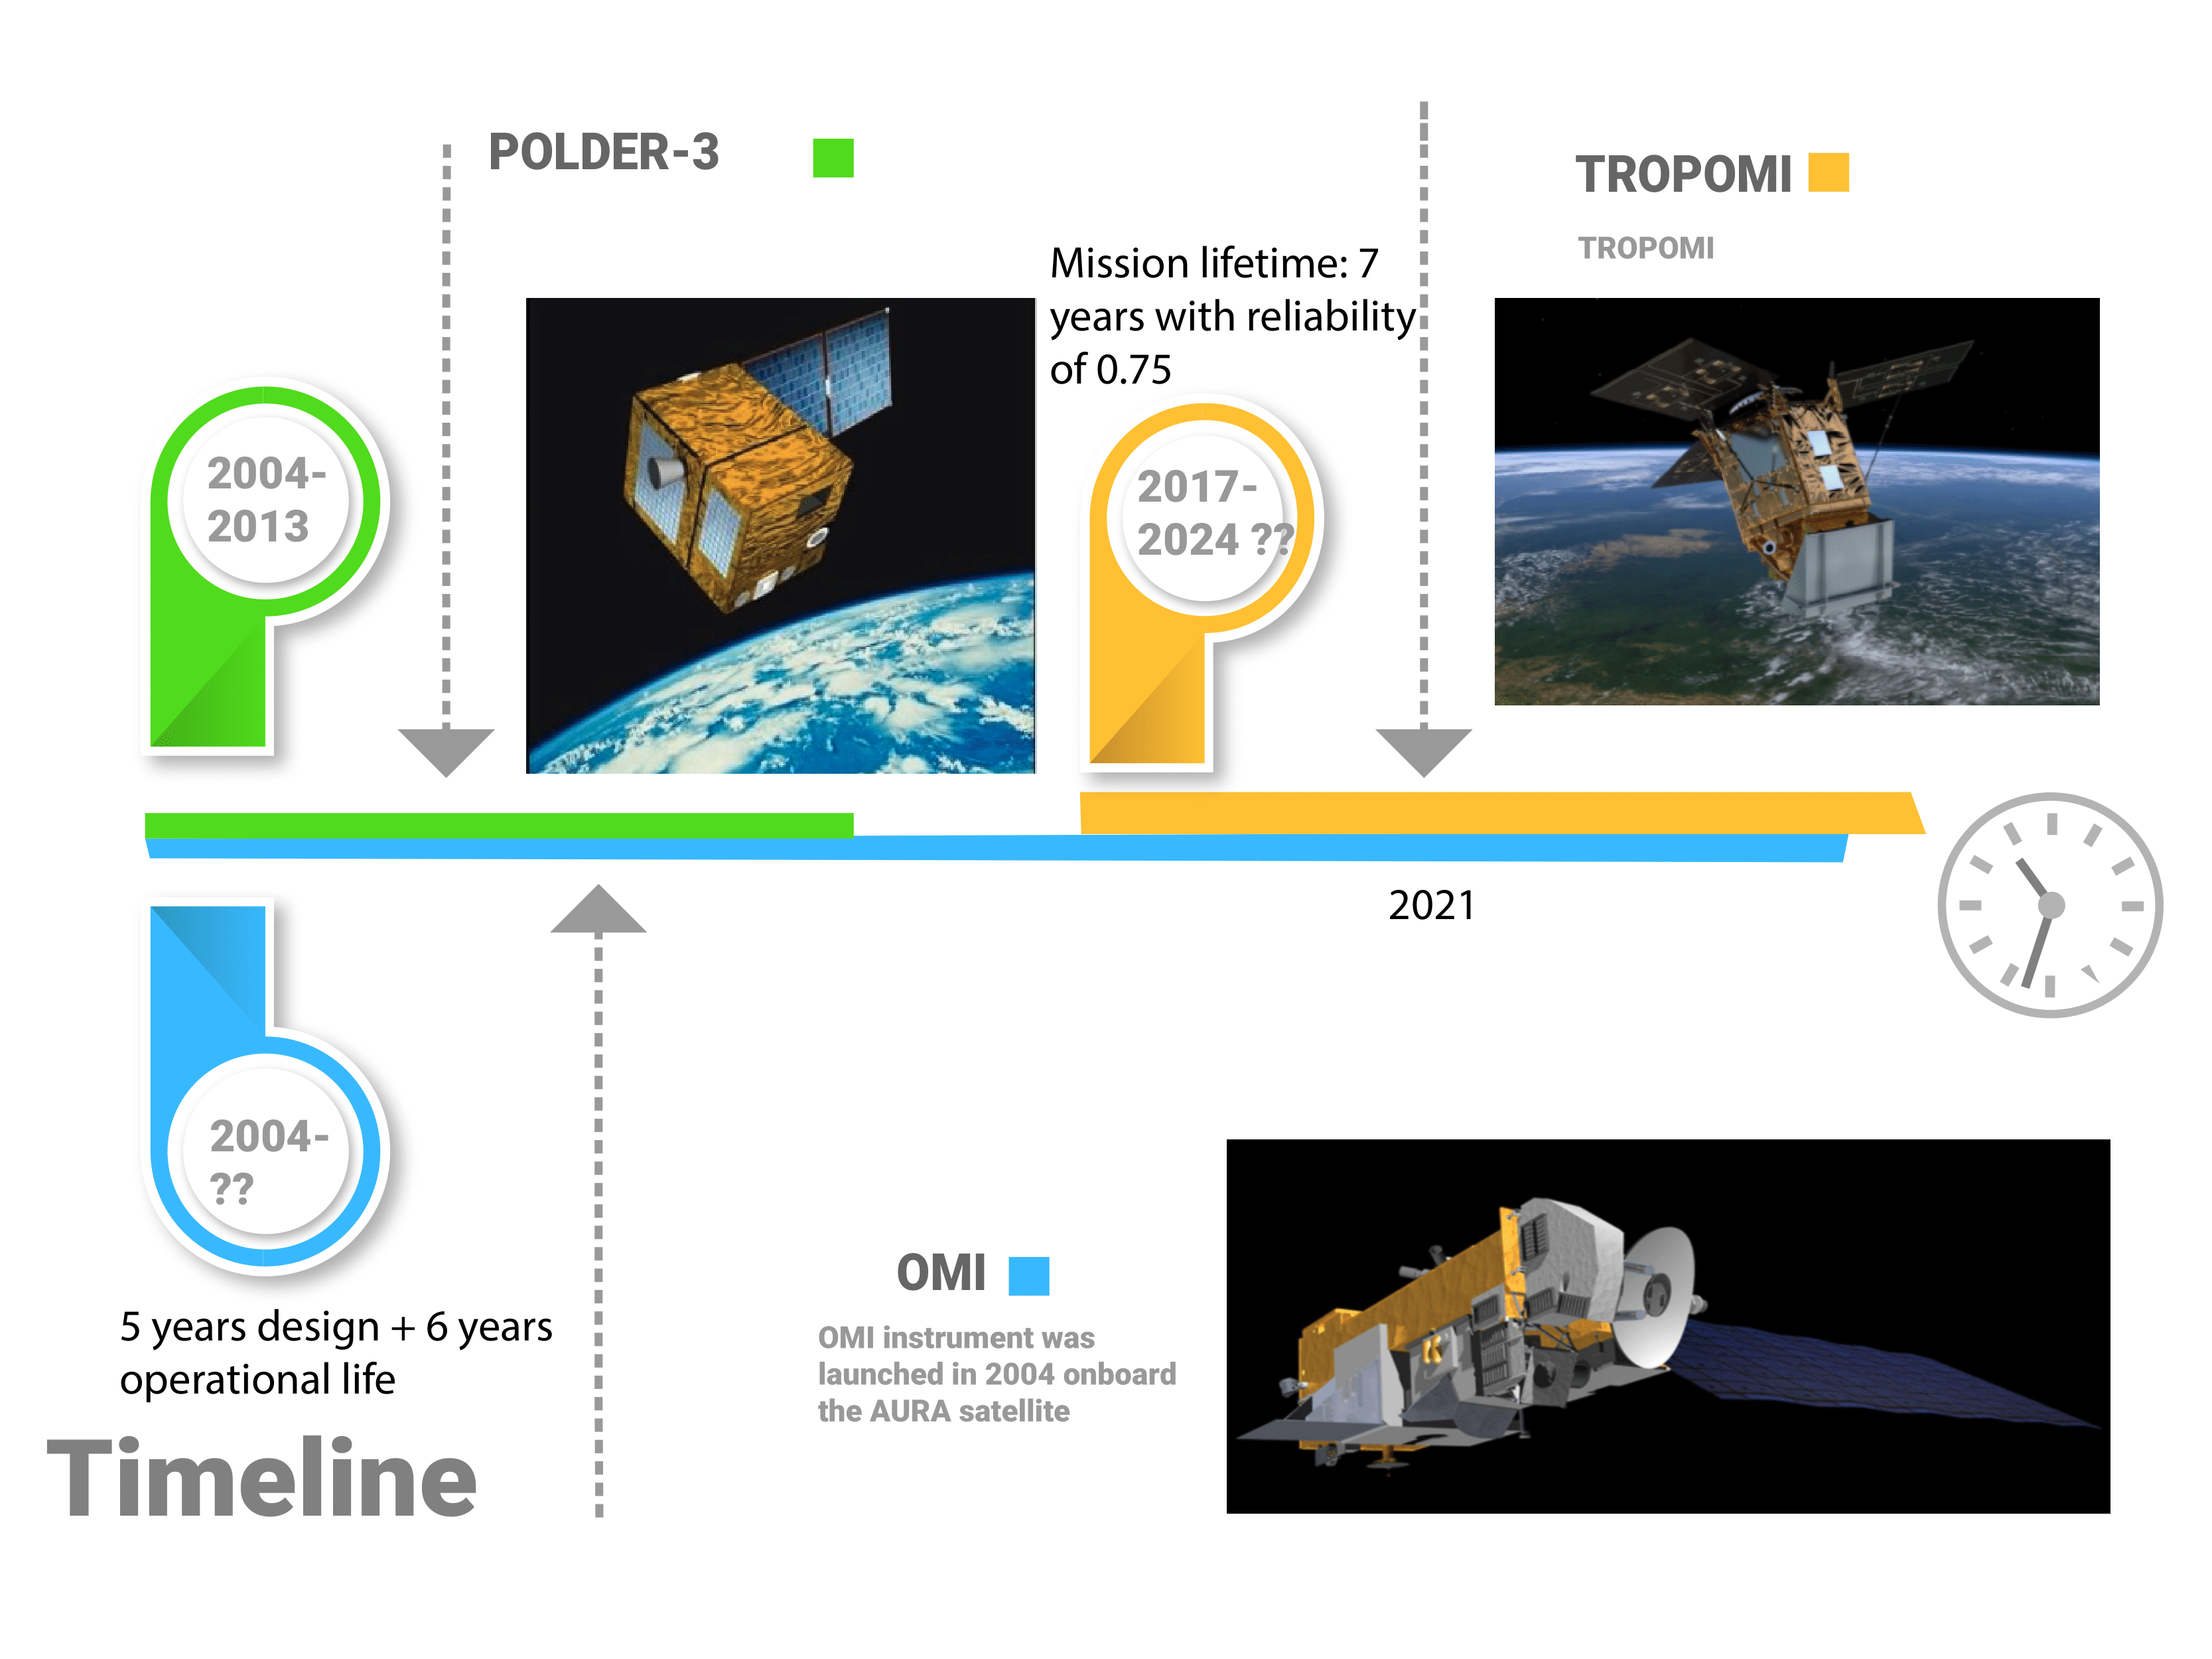 POLDER-3
TROPOMI
TROPOMI
Mission lifetime: 7
years with reliability
of 0.75
2004-
2013
2017-
2024 ??
2021
2004-
??
5 years design + 6 years
operational life
OMI
OMI instrument was
launched in 2004 onboard
the AURA satellite
Timeline